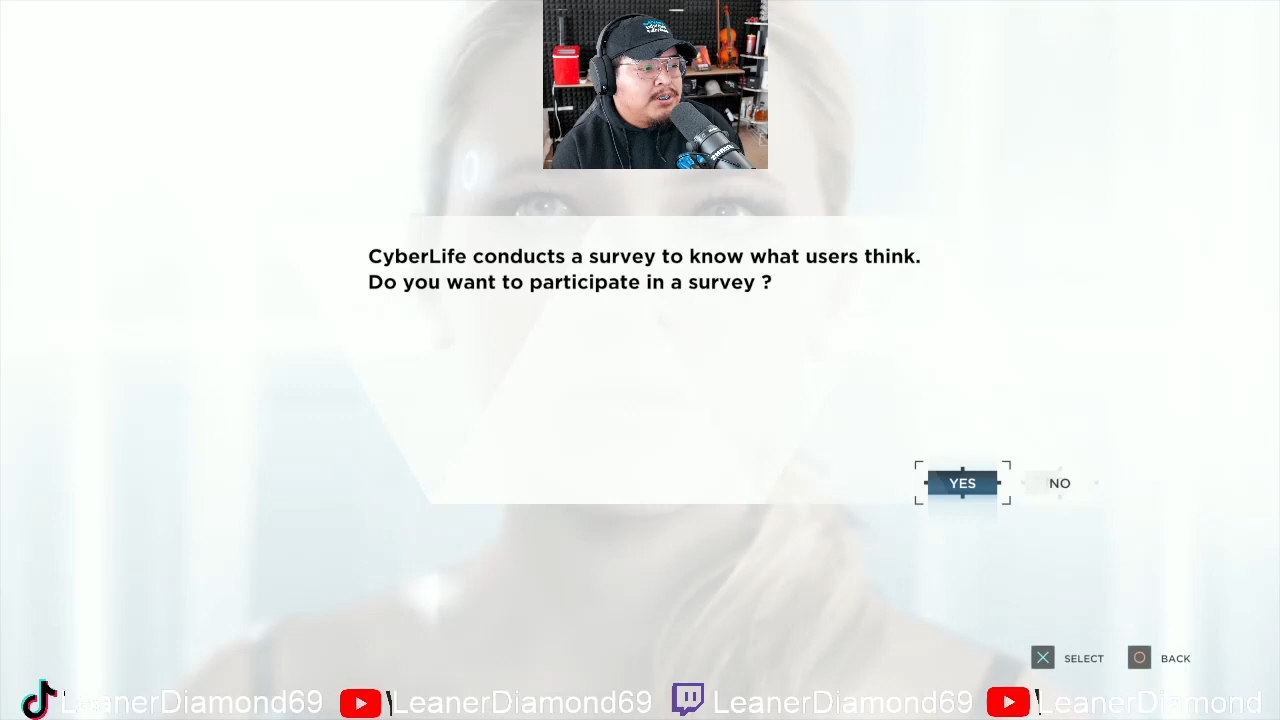 CyberLife conducts a survey to know what users think.
Do you want to participate in a survey ?
YES
NO
SELECT
BACK
LeanerDiamond69
\LeanerDiamond69
LeanerDiamond69
\LeanerDiamond